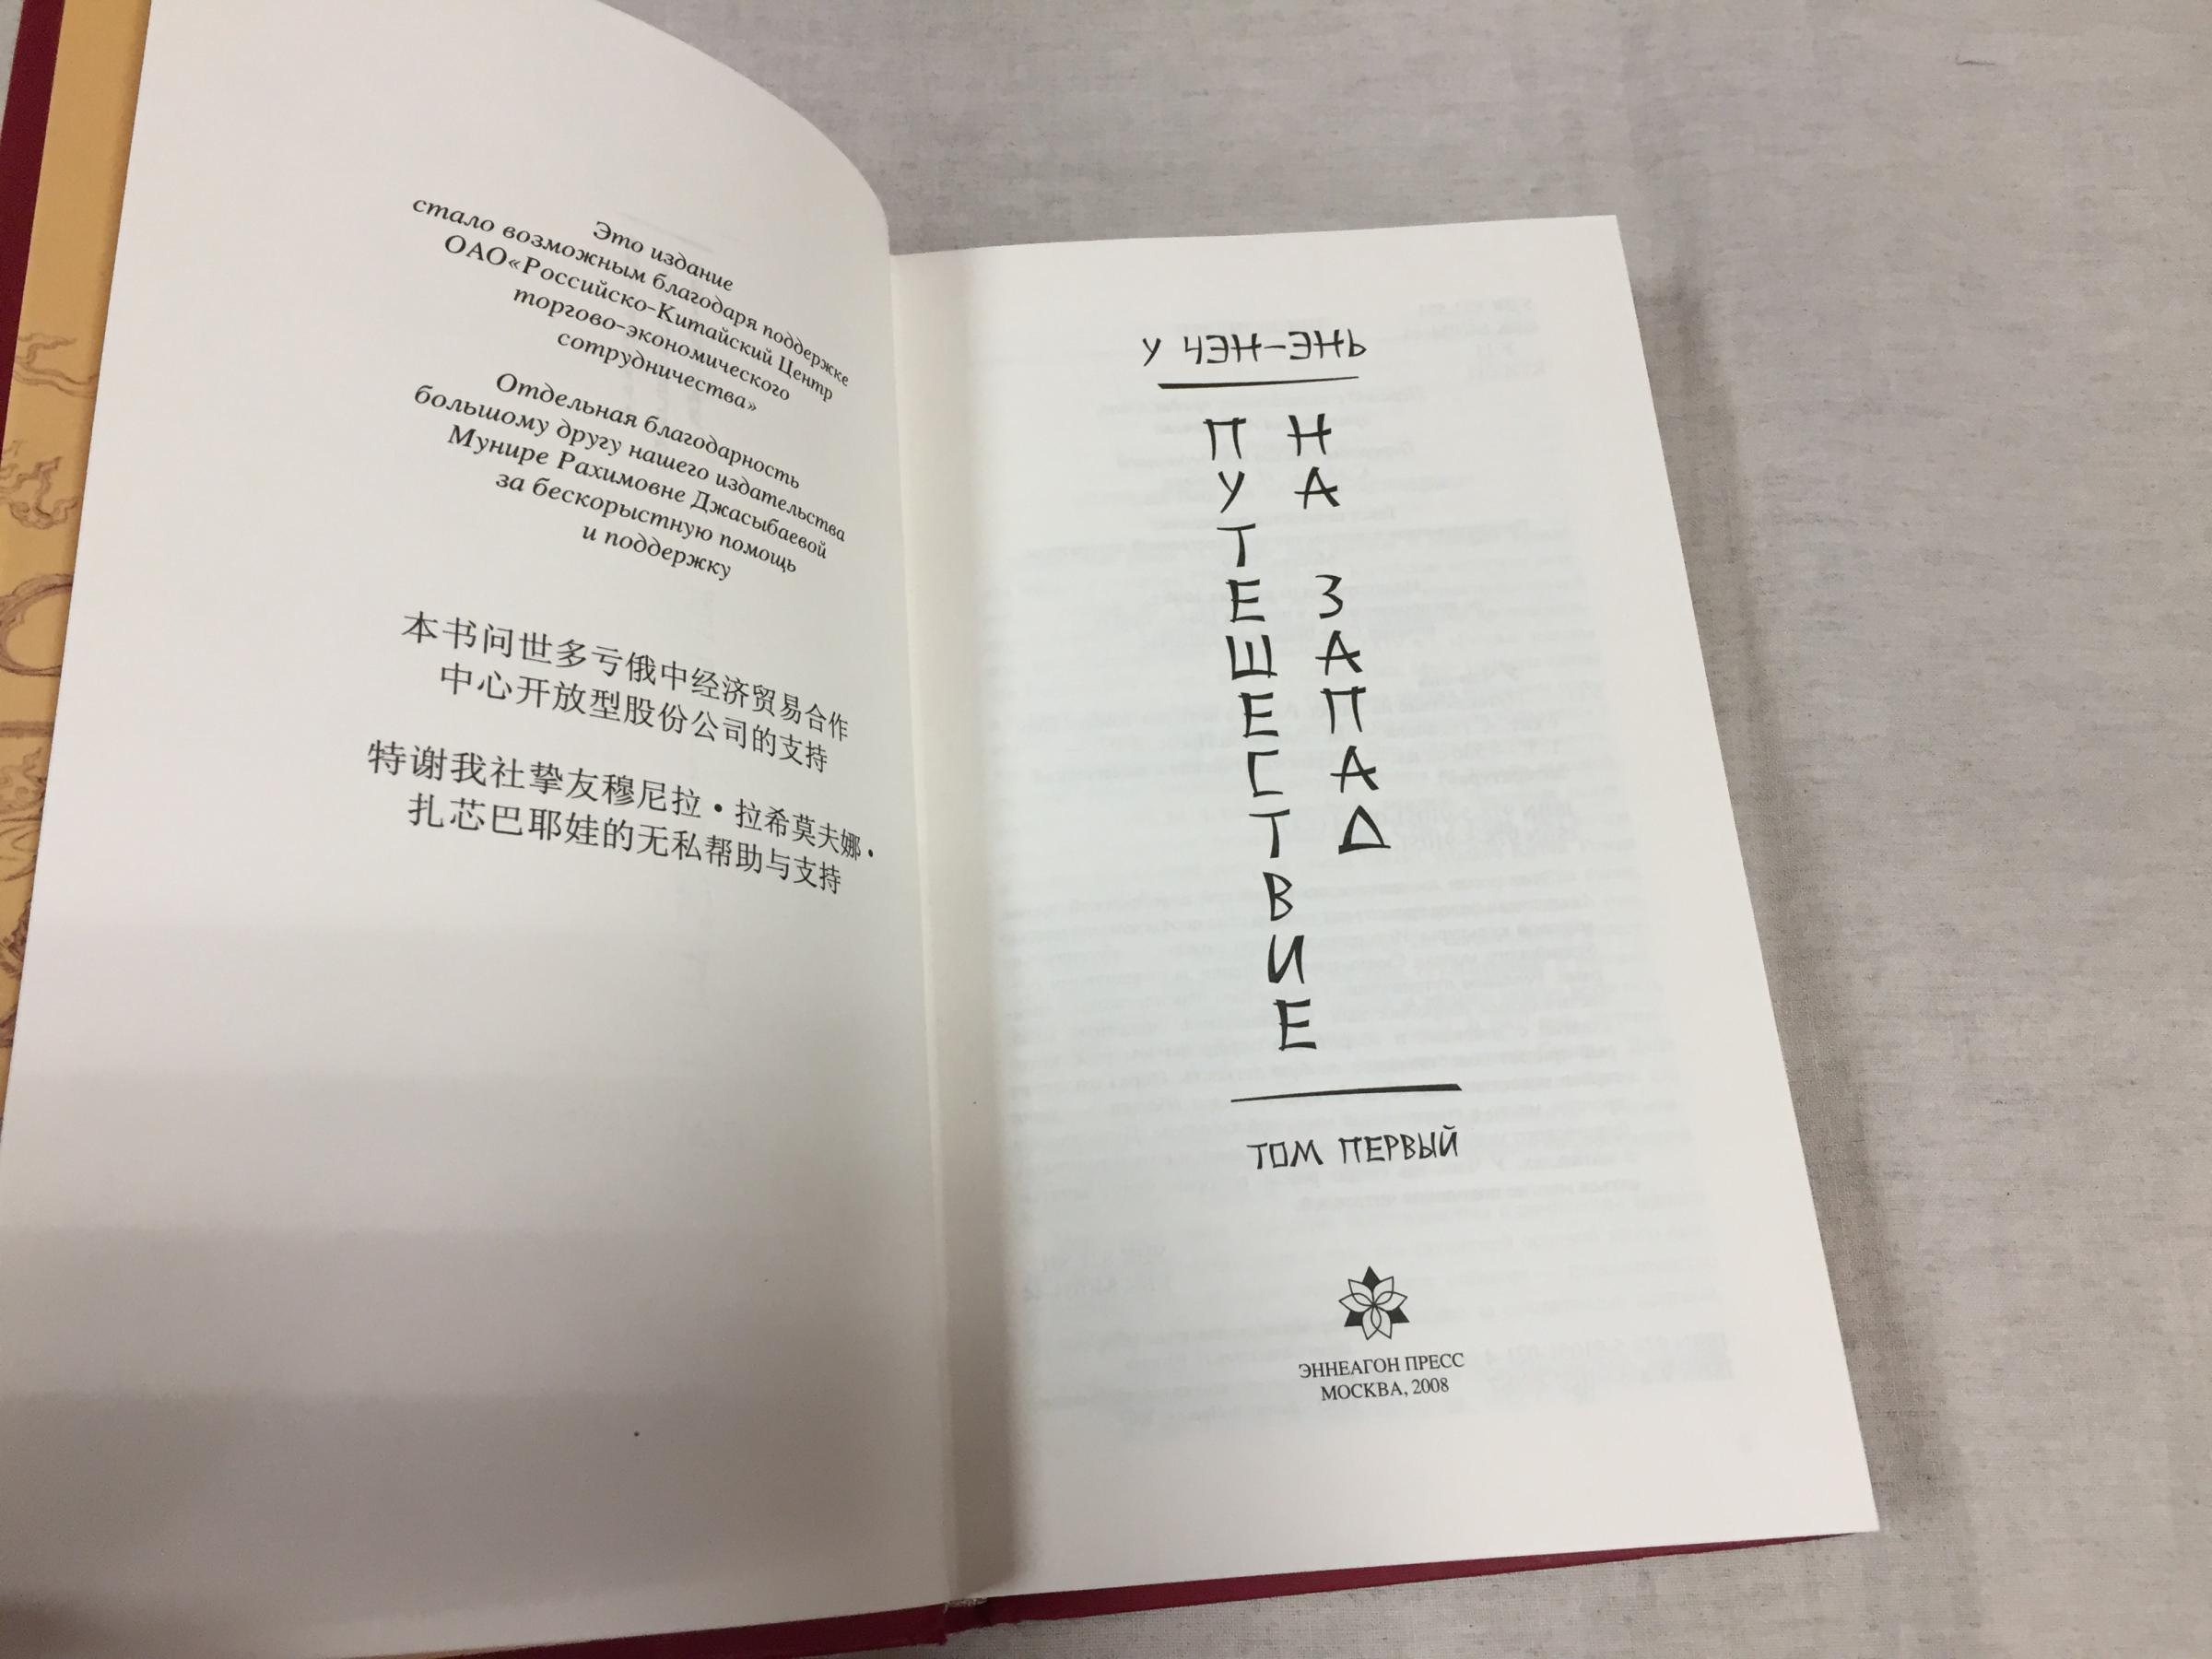 Это издание
стало возможным благодаря поддержке
ОАО«Российско-Китайский Центр
торгово-экономического
сотрудничества»
Отдельная благодарность
большому другу нашего издательства
Мунире Рахимовне Джасыбаевой
за бескорыстную помощь
и поддержку
本书问世多亏俄中经济贸易合作
中心开放型股份公司的支持
特谢我社挚友穆尼拉·拉希莫夫娜·
扎芯巴耶娃的无私帮助与支持
У ЧЭН-ЭНЬ
ПУТЕШЕСТВИЕ
НА ЗАПАД
ТОМ ПЕРВЫЙ
ЭННЕАГОН ПРЕСС
МОСКВА, 2008